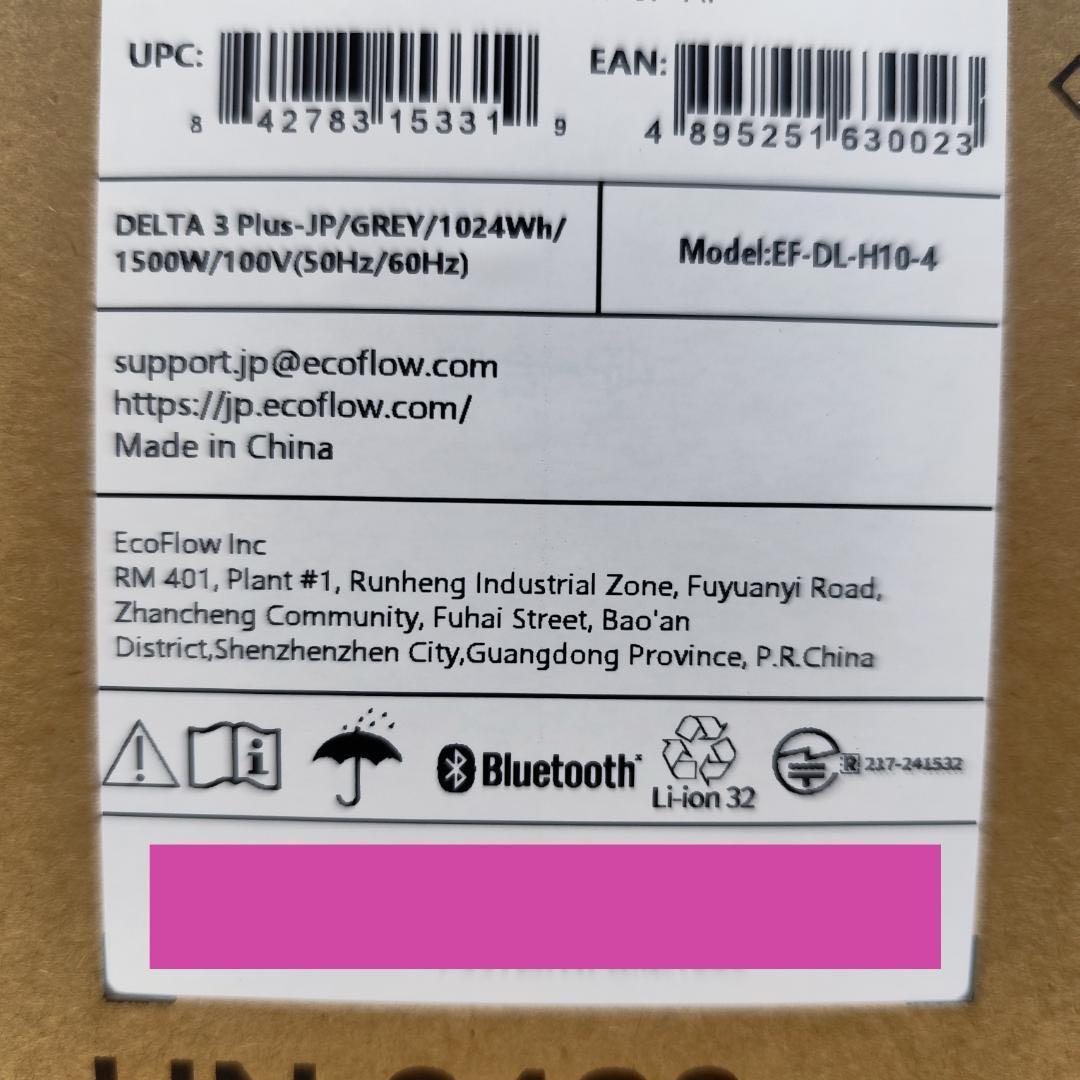 UPC:
8 42783 15331 9
EAN:
4 895251 630023
DELTA 3 Plus-JP/GREY/1024Wh/
1500W/100V(50Hz/60Hz)
Model:EF-DL-H10-4
support.jp@ecoflow.com
https://jp.ecoflow.com/
Made in China
EcoFlow Inc
RM 401, Plant #1, Runheng Industrial Zone, Fuyuanyi Road,
Zhancheng Community, Fuhai Street, Bao'an
District,Shenzhenzhen City,Guangdong Province, P.R.China
Bluetooth
Li-ion 32
R 217-241532